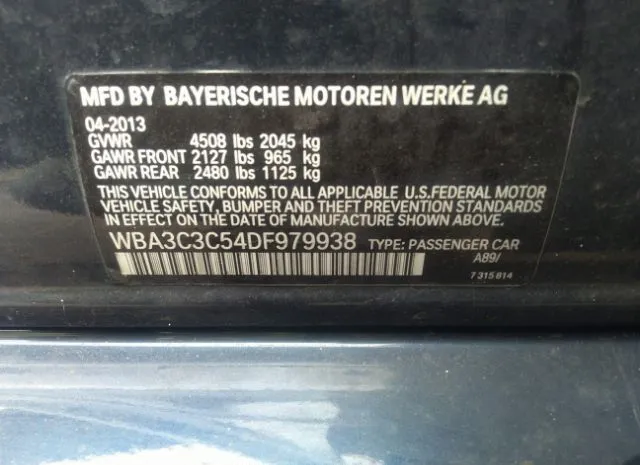 MFD BY BAYERISCHE MOTOREN WERKE AG
04-2013
GVWR 4508 lbs 2045 kg
GAWR FRONT 2127 lbs 965 kg
GAWR REAR 2480 lbs 1125 kg
THIS VEHICLE CONFORMS TO ALL APPLICABLE U.S.FEDERAL MOTOR
VEHICLE SAFETY, BUMPER AND THEFT PREVENTION
STANDARDS IN EFFECT ON THE DATE OF MANUFACTURE SHOWN ABOVE.
WBA3C3C54DF979938 TYPE: PASSENGER CAR
A89/
7 315 814